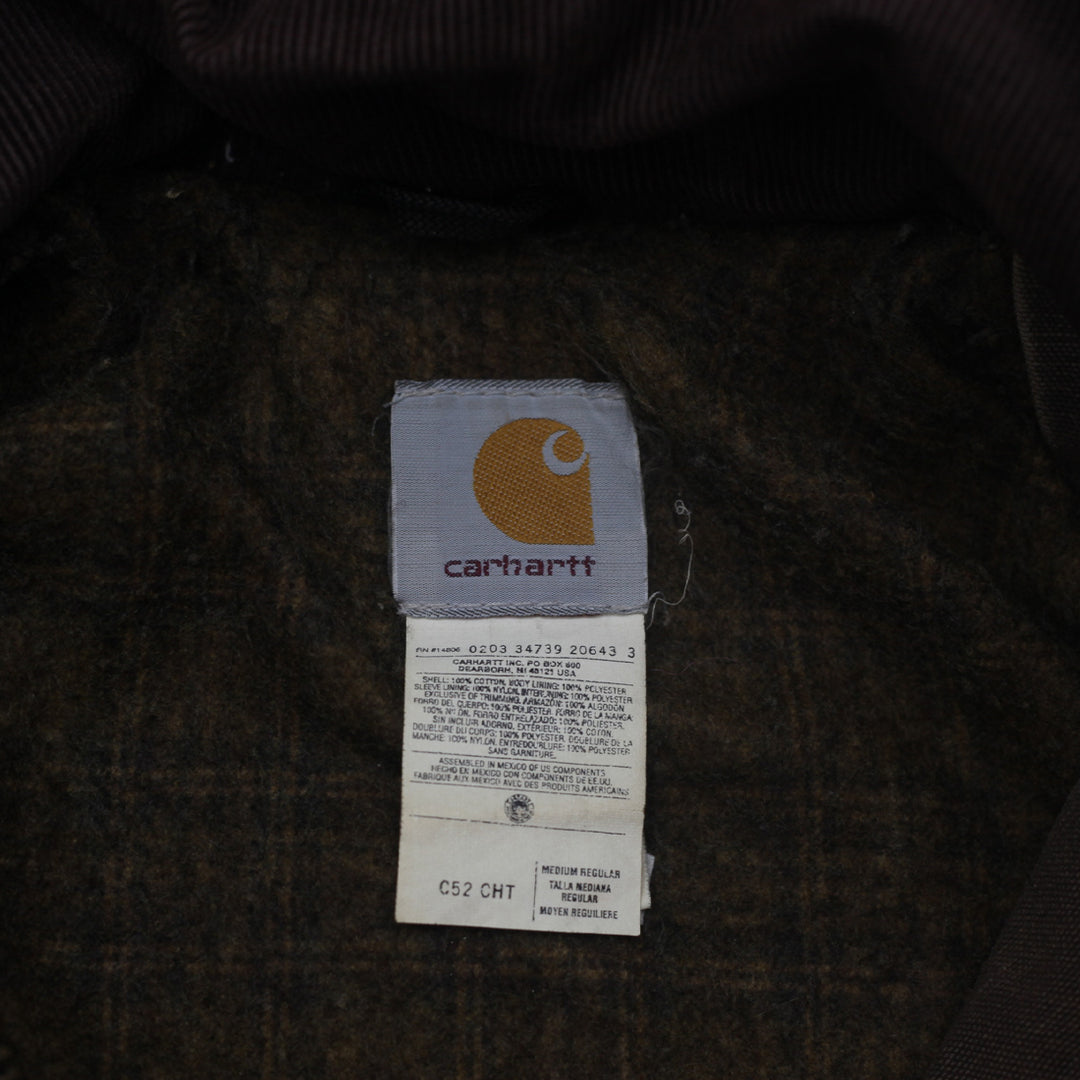 carhartt
RN #14806 0203 34739 20643 3
CARHARTT INC. PO BOX 600
DEARBORN, MI 48121 USA
SHELL: 100% COTTON, BODY LINING: 100% POLYESTER
SLEEVE LINING: 100% NYLON, INTERLINING: 100% POLYESTER
EXCLUSIVE OF TRIMMING. ARMAZÓN: 100% ALGODÓN
FORRO DEL CUERPO: 100% POLIESTER. FORRO DE LA MANGA:
100% NYLON. FORRO ENTRELAZADO: 100% POLIESTER.
SIN INCLUIR ADORNO. EXTÉRIEUR: 100% COTON.
DOUBLURE DU CORPS: 100% POLYESTER. DOUBLURE DE LA
MANCHE: 100% NYLON. ENTREDOUBLURE: 100% POLYESTER
SANS GARNITURE.
ASSEMBLED IN MEXICO OF US COMPONENTS
HECHO EN MEXICO CON COMPONENTS DE EE.UU.
FABRIQUE AUX MEXICO AVEC DES PRODUITS AMERICAINS
C52 CHT
MEDIUM REGULAR
TALLA MEDIANA
REGULAR
MOYEN REGUILIERE